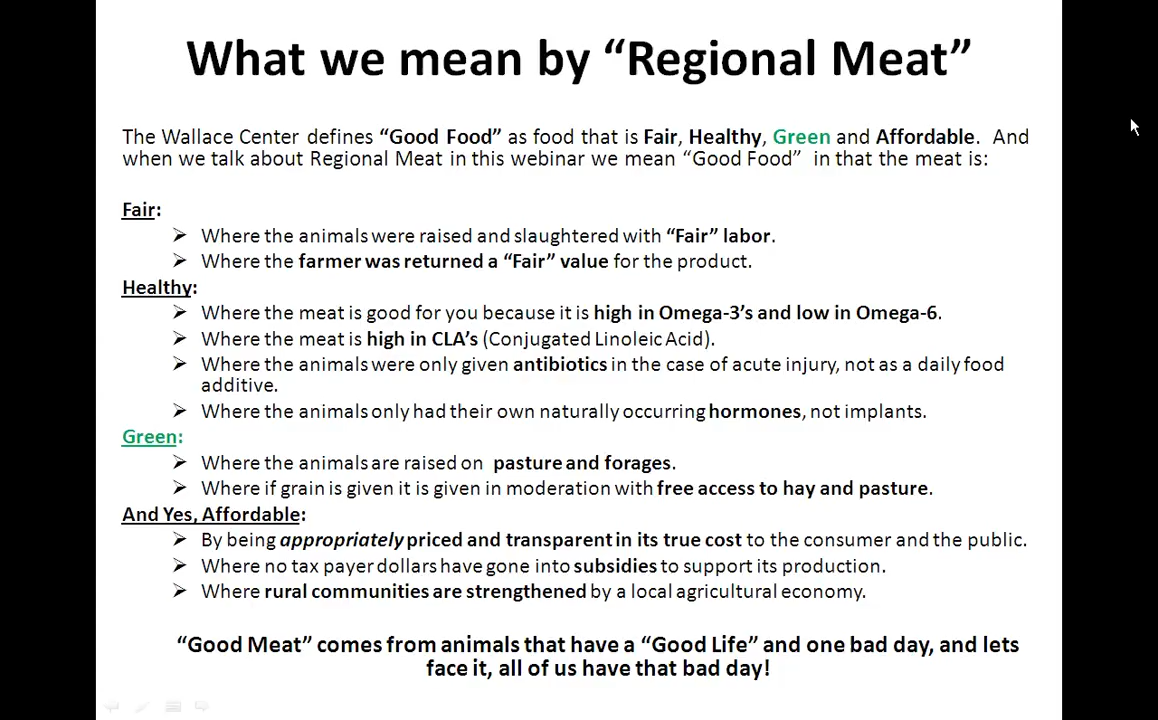 What we mean by “Regional Meat”
The Wallace Center defines “Good Food” as food that is Fair, Healthy, Green and Affordable. And
when we talk about Regional Meat in this webinar we mean “Good Food” in that the meat is:
Fair:
➢ Where the animals were raised and slaughtered with “Fair” labor.
➢ Where the farmer was returned a “Fair” value for the product.
Healthy:
➢ Where the meat is good for you because it is high in Omega-3’s and low in Omega-6.
➢ Where the meat is high in CLA’s (Conjugated Linoleic Acid).
➢ Where the animals were only given antibiotics in the case of acute injury, not as a daily food
additive.
➢ Where the animals only had their own naturally occurring hormones, not implants.
Green:
➢ Where the animals are raised on pasture and forages.
➢ Where if grain is given it is given in moderation with free access to hay and pasture.
And Yes, Affordable:
➢ By being appropriately priced and transparent in its true cost to the consumer and the public.
➢ Where no tax payer dollars have gone into subsidies to support its production.
➢ Where rural communities are strengthened by a local agricultural economy.
“Good Meat” comes from animals that have a “Good Life” and one bad day, and lets
face it, all of us have that bad day!